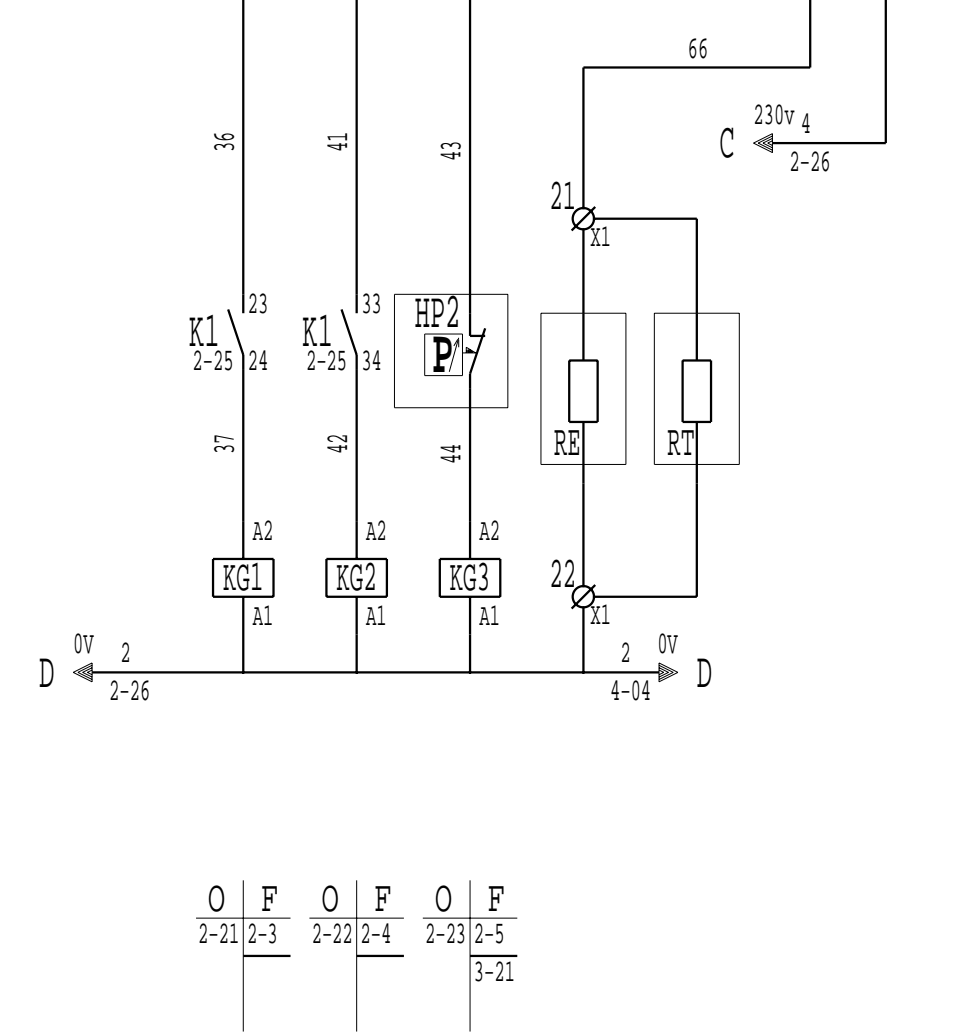 66
230v 4
C
2-26
36
41
43
21
X1
23
33
HP2
K1
K1
P
2-25 24
2-25 34
37
42
44
RE
RT
A2
A2
A2
KG1
KG2
KG3
22
A1
A1
A1
X1
0V 2
2 0V
D
D
2-26
4-04
O F
O F
O F
2-21 2-3
2-22 2-4
2-23 2-5
3-21